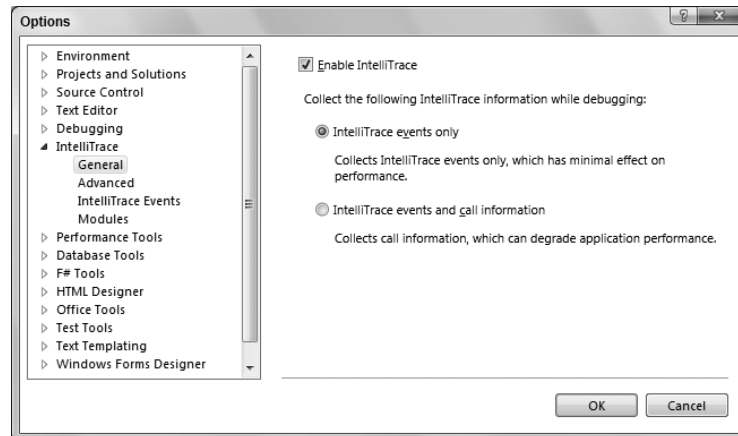 Options
Environment
Projects and Solutions
Source Control
Text Editor
Debugging
IntelliTrace
General
Advanced
IntelliTrace Events
Modules
Performance Tools
Database Tools
F# Tools
HTML Designer
Office Tools
Test Tools
Text Templating
Windows Forms Designer
Enable IntelliTrace
Collect the following IntelliTrace information while debugging:
IntelliTrace events only
Collects IntelliTrace events only, which has minimal effect on
performance.
IntelliTrace events and call information
Collects call information, which can degrade application performance.
OK
Cancel